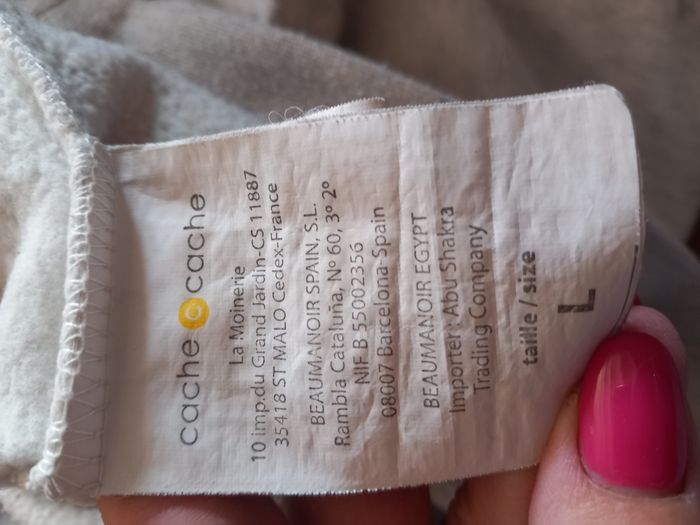 cache cache
La Moinerie
10 imp.du Grand Jardin-CS 11887
35418 ST MALO Cedex-France
BEAUMANOIR SPAIN, S.L.
Rambla Cataluña, Nº 60, 3º 2º
NIF B 55002356
08007 Barcelona-Spain
BEAUMANOIR EGYPT
Importer : Abu Shakra
Trading Company
taille / size
L